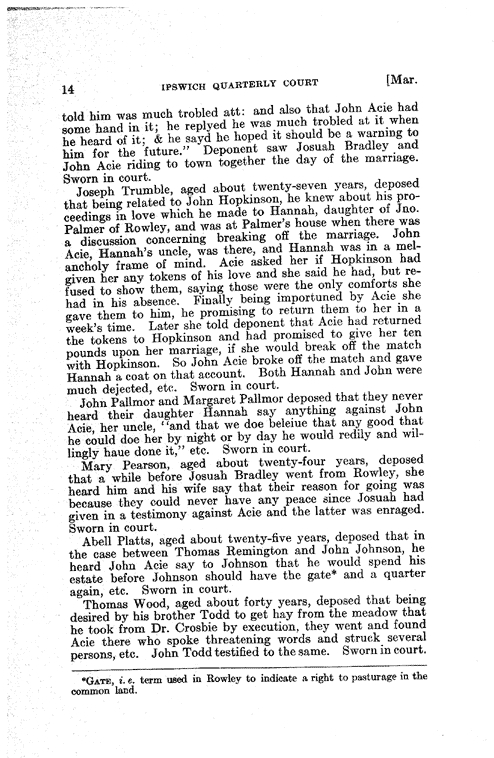 14 IPSWICH QUARTERLY COURT [Mar.
told him was much trobled att: and also that John Acie had
some hand in it; he replyed he was much trobled at it when
he heard of it; & he sayd he hoped it should be a warning to
him for the future." Deponent saw Josuah Bradley and
John Acie riding to town together the day of the marriage.
Sworn in court.
Joseph Trumble, aged about twenty-seven years, deposed
that being related to John Hopkinson, he knew about his pro-
ceedings in love which he made to Hannah, daughter of Jno.
Palmer of Rowley, and was at Palmer's house when there was
a discussion concerning breaking off the marriage. John
Acie, Hannah's uncle, was there, and Hannah was in a mel-
ancholy frame of mind. Acie asked her if Hopkinson had
given her any tokens of his love and she said he had, but re-
fused to show them, saying those were the only comforts she
had in his absence. Finally being importuned by Acie she
gave them to him, he promising to return them to her in a
week's time. Later she told deponent that Acie had returned
the tokens to Hopkinson and had promised to give her ten
pounds upon her marriage, if she would break off the match
with Hopkinson. So John Acie broke off the match and gave
Hannah a coat on that account. Both Hannah and John were
much dejected, etc. Sworn in court.
John Pallmor and Margaret Pallmor deposed that they never
heard their daughter Hannah say anything against John
Acie, her uncle, "and that we doe beleiue that any good that
he could doe her by night or by day he would redily and wil-
lingly haue done it," etc. Sworn in court.
Mary Pearson, aged about twenty-four years, deposed
that a while before Josuah Bradley went from Rowley, she
heard him and his wife say that their reason for going was
because they could never have any peace since Josuah had
given in a testimony against Acie and the latter was enraged.
Sworn in court.
Abell Platts, aged about twenty-five years, deposed that in
the case between Thomas Remington and John Johnson, he
heard John Acie say to Johnson that he would spend his
estate before Johnson should have the gate* and a quarter
again, etc. Sworn in court.
Thomas Wood, aged about forty years, deposed that being
desired by his brother Todd to get hay from the meadow that
he took from Dr. Crosbie by execution, they went and found
Acie there who spoke threatening words and struck several
persons, etc. John Todd testified to the same. Sworn in court.
*GATE, i. e. term used in Rowley to indicate a right to pasturage in the
common land.